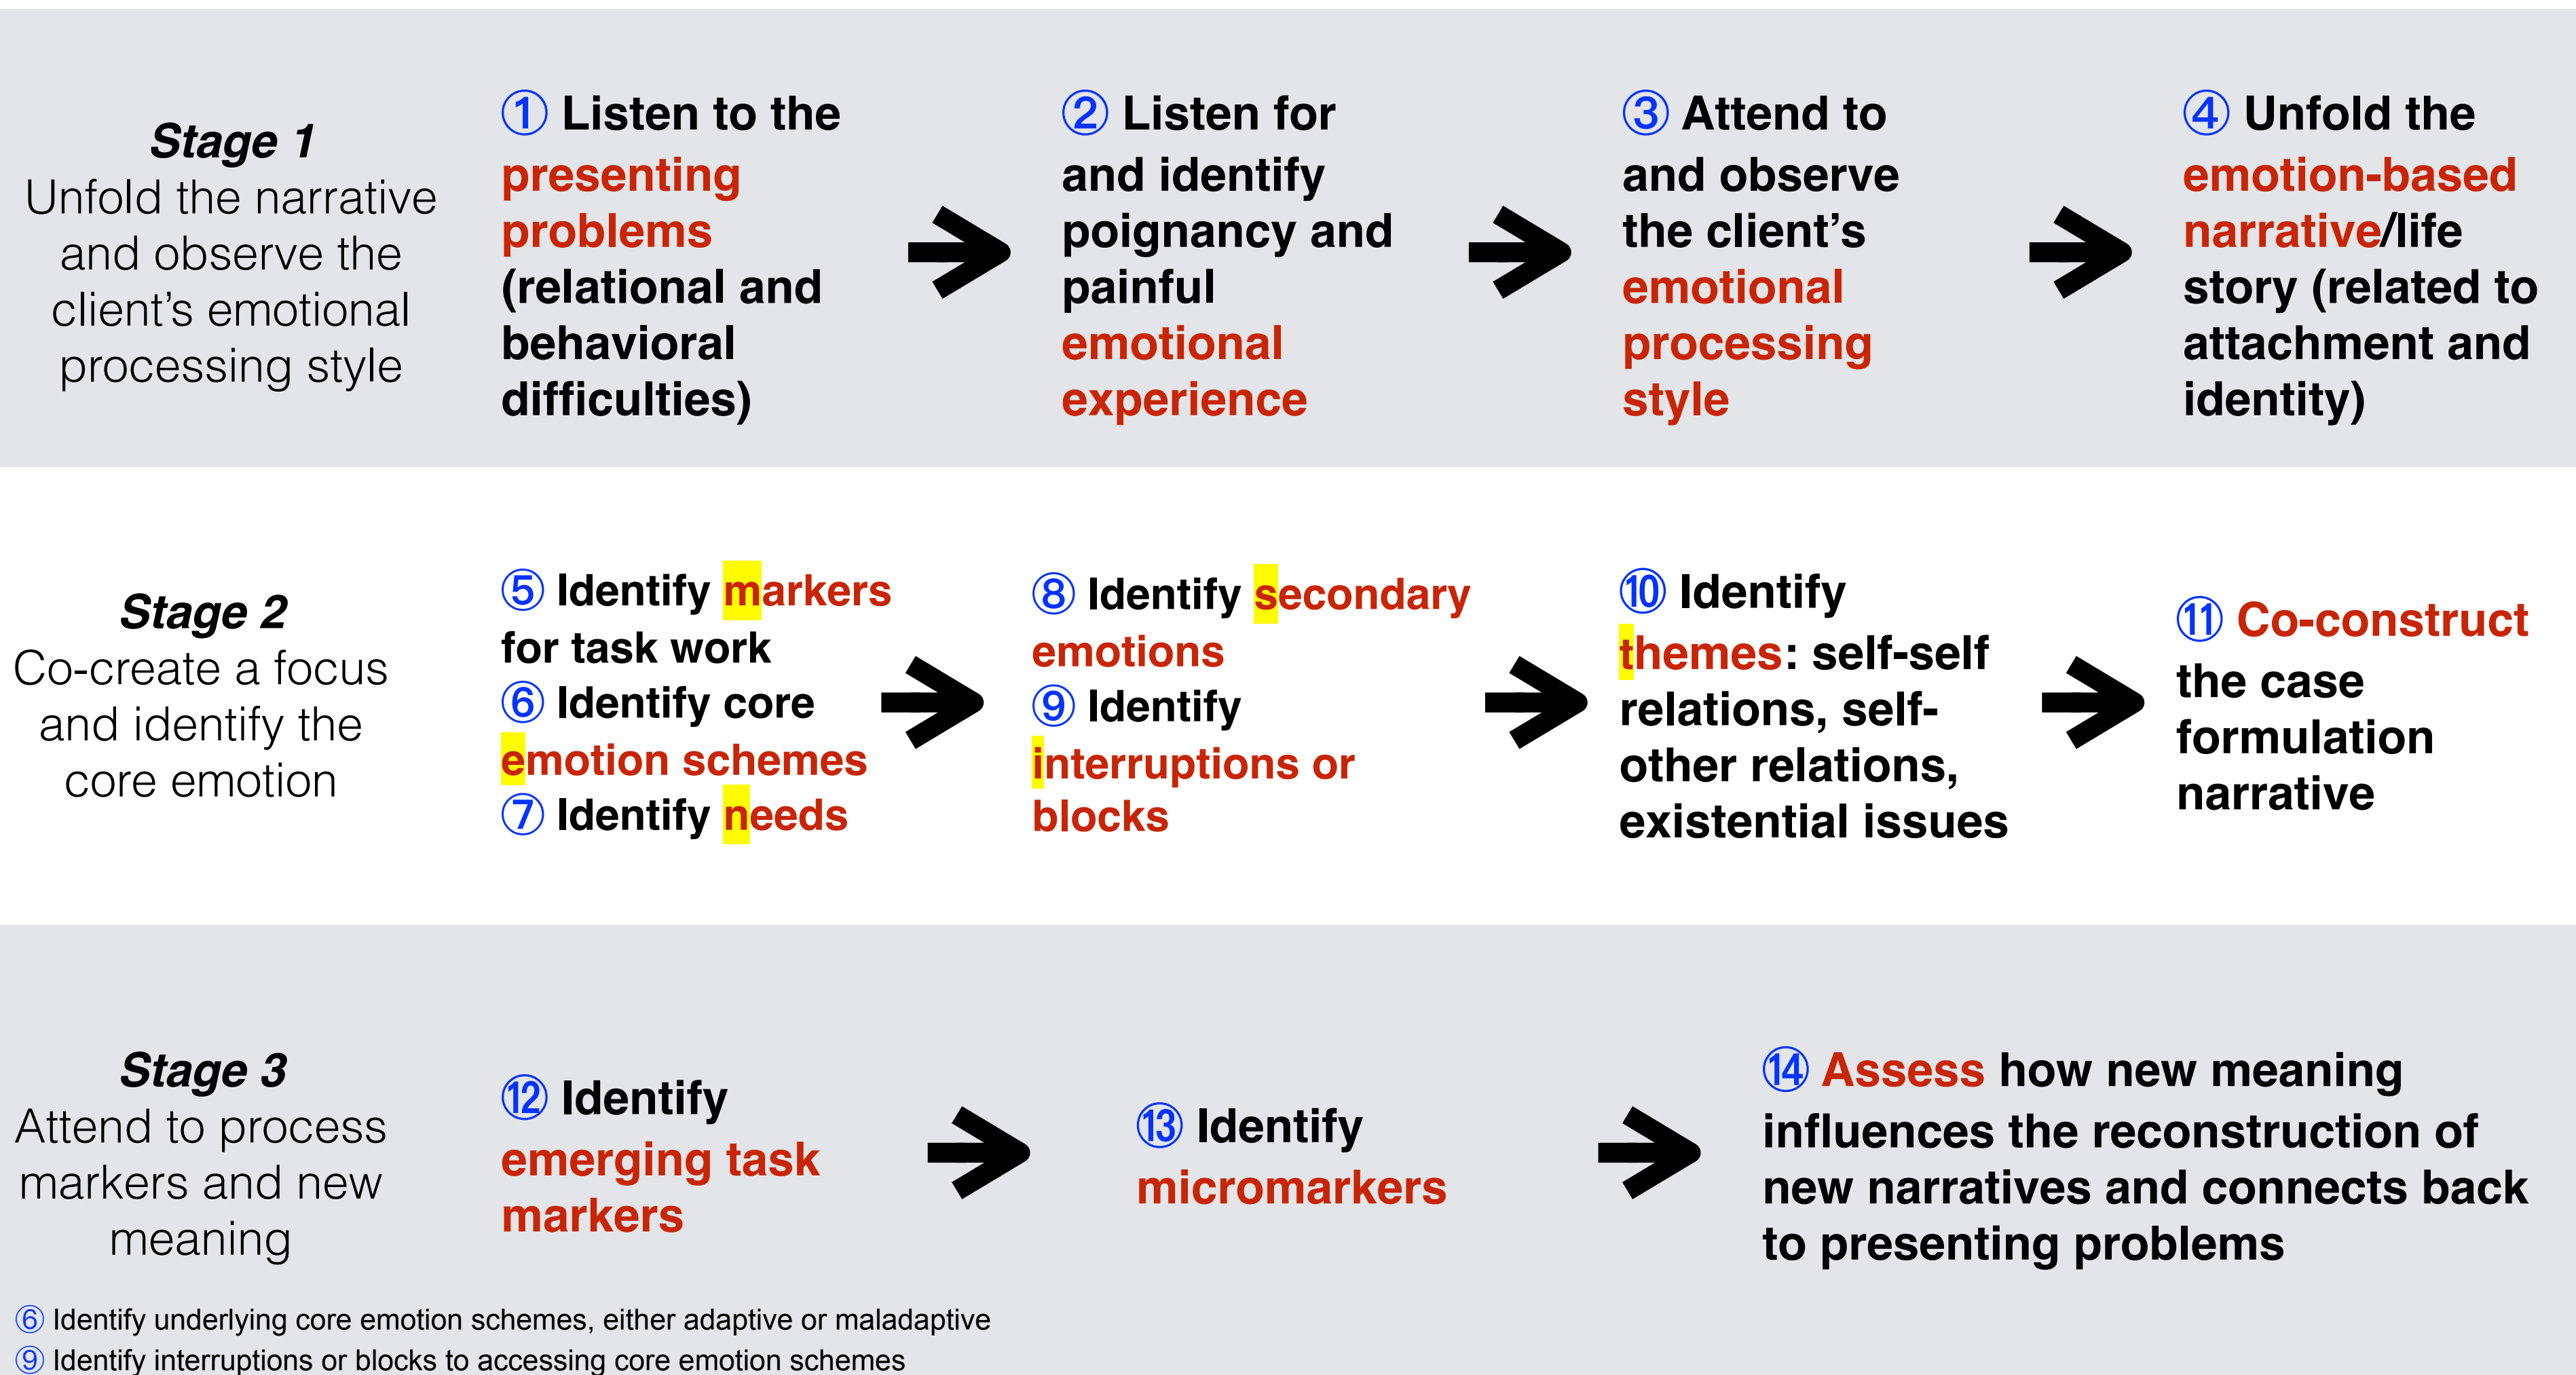 Stage 1
Unfold the narrative
and observe the
client’s emotional
processing style
① Listen to the
presenting
problems
(relational and
behavioral
difficulties)
② Listen for
and identify
poignancy and
painful
emotional
experience
③ Attend to
and observe
the client’s
emotional
processing
style
④ Unfold the
emotion-based
narrative/life
story (related to
attachment and
identity)
Stage 2
Co-create a focus
and identify the
core emotion
⑤ Identify markers
for task work
⑥ Identify core
emotion schemes
⑦ Identify needs
⑧ Identify secondary
emotions
⑨ Identify
interruptions or
blocks
⑩ Identify
themes: self-self
relations, self-
other relations,
existential issues
⑪ Co-construct
the case
formulation
narrative
Stage 3
Attend to process
markers and new
meaning
⑫ Identify
emerging task
markers
⑬ Identify
micromarkers
⑭ Assess how new meaning
influences the reconstruction of
new narratives and connects back
to presenting problems
⑥ Identify underlying core emotion schemes, either adaptive or maladaptive
⑨ Identify interruptions or blocks to accessing core emotion schemes